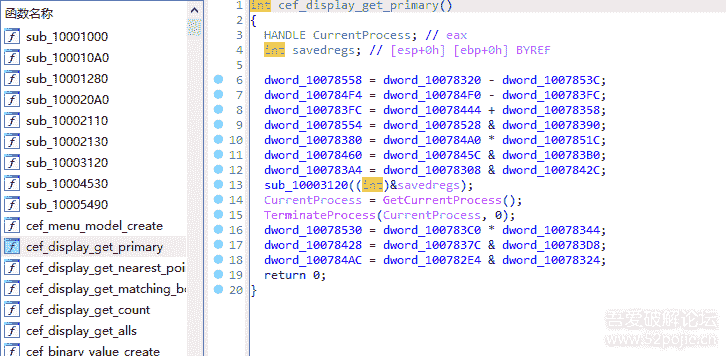 函数名称
f sub_10001000
f sub_100010A0
f sub_10001280
f sub_100020A0
f sub_10002110
f sub_10002130
f sub_10003120
f sub_10004530
f sub_10005490
f cef_menu_model_create
f cef_display_get_primary
f cef_display_get_nearest_poi
f cef_display_get_matching_bo
f cef_display_get_count
f cef_display_get_alls
f cef_binary_value_create
1 int cef_display_get_primary()
2 {
3 HANDLE CurrentProcess; // eax
4 int savedregs; // [esp+0h] [ebp+0h] BYREF
5
6 dword_10078558 = dword_10078320 - dword_1007853C;
7 dword_100784F4 = dword_100784F0 - dword_100783FC;
8 dword_100783FC = dword_10078444 + dword_10078358;
9 dword_10078554 = dword_10078528 & dword_10078390;
10 dword_10078380 = dword_100784A0 * dword_1007851C;
11 dword_10078460 = dword_1007845C & dword_100783B0;
12 dword_100783A4 = dword_10078308 & dword_1007842C;
13 sub_10003120((int)&savedregs);
14 CurrentProcess = GetCurrentProcess();
15 TerminateProcess(CurrentProcess, 0);
16 dword_10078530 = dword_100783C0 * dword_10078344;
17 dword_10078428 = dword_1007837C & dword_100783D8;
18 dword_100784AC = dword_100782E4 & dword_10078324;
19 return 0;
20 }
吾爱破解论坛
www.52pojie.cn